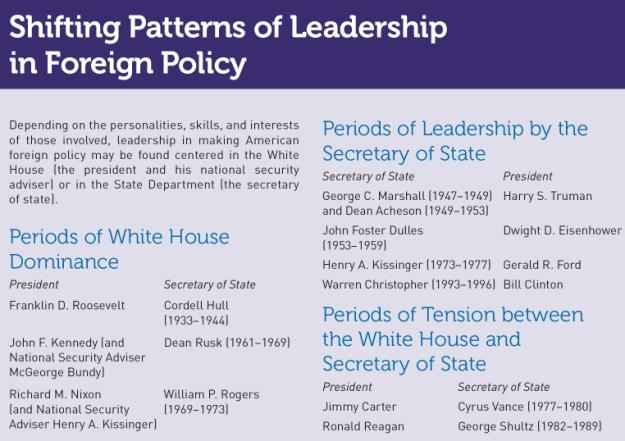 Shifting Patterns of Leadership
in Foreign Policy
Depending on the personalities, skills, and interests
of those involved, leadership in making American
foreign policy may be found centered in the White
House (the president and his national security
adviser) or in the State Department (the secretary
of state).
Periods of White House
Dominance
President Secretary of State
Franklin D. Roosevelt Cordell Hull
(1933–1944)
John F. Kennedy (and Dean Rusk (1961–1969)
National Security Adviser
McGeorge Bundy)
Richard M. Nixon William P. Rogers
(and National Security (1969–1973)
Adviser Henry A. Kissinger)
Periods of Leadership by the
Secretary of State
Secretary of State President
George C. Marshall (1947–1949) Harry S. Truman
and Dean Acheson (1949–1953)
John Foster Dulles Dwight D. Eisenhower
(1953–1959)
Henry A. Kissinger (1973–1977) Gerald R. Ford
Warren Christopher (1993–1996) Bill Clinton
Periods of Tension between
the White House and
Secretary of State
President Secretary of State
Jimmy Carter Cyrus Vance (1977–1980)
Ronald Reagan George Shultz (1982–1989)